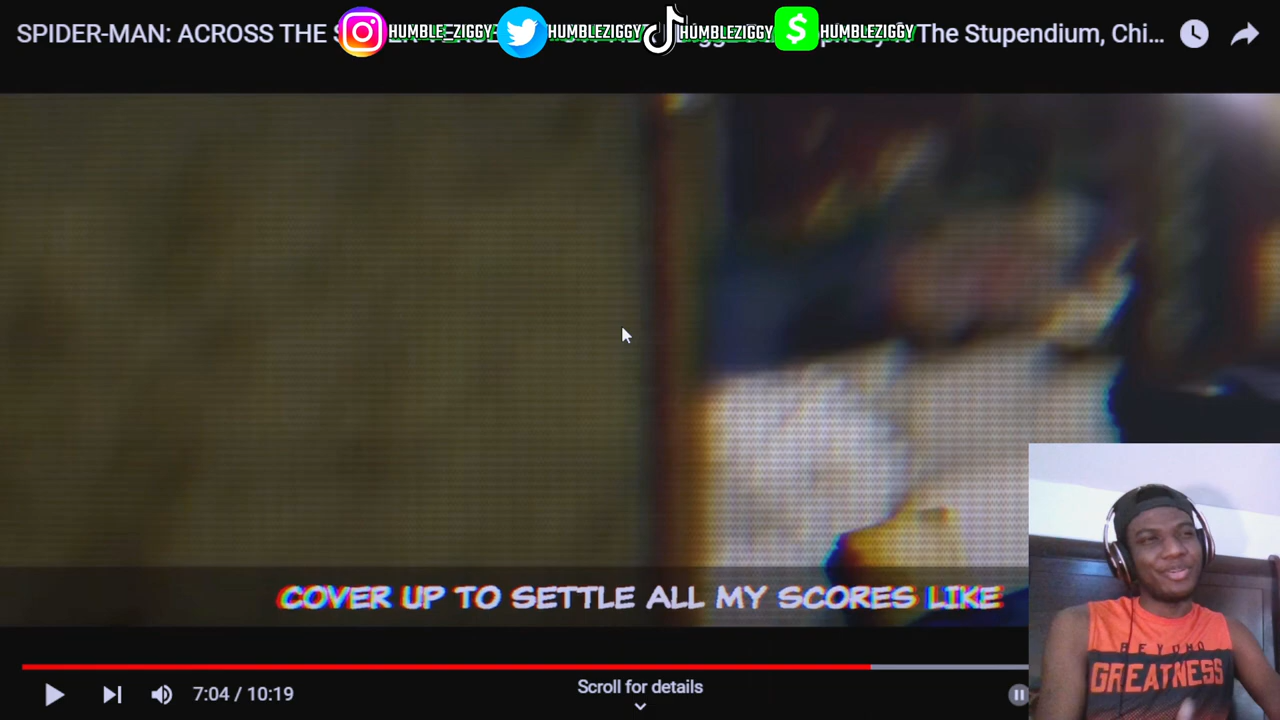 SPIDER-MAN: ACROSS THE The Stupendium, Chi...
HUMBLE_ZIGGY HUMBLEZIGGY HUMBLEZIGGY HUMBLEZIGGY
COVER UP TO SETTLE ALL MY SCORES LIKE
BEYOND
GREATNESS
7:04 / 10:19
Scroll for details